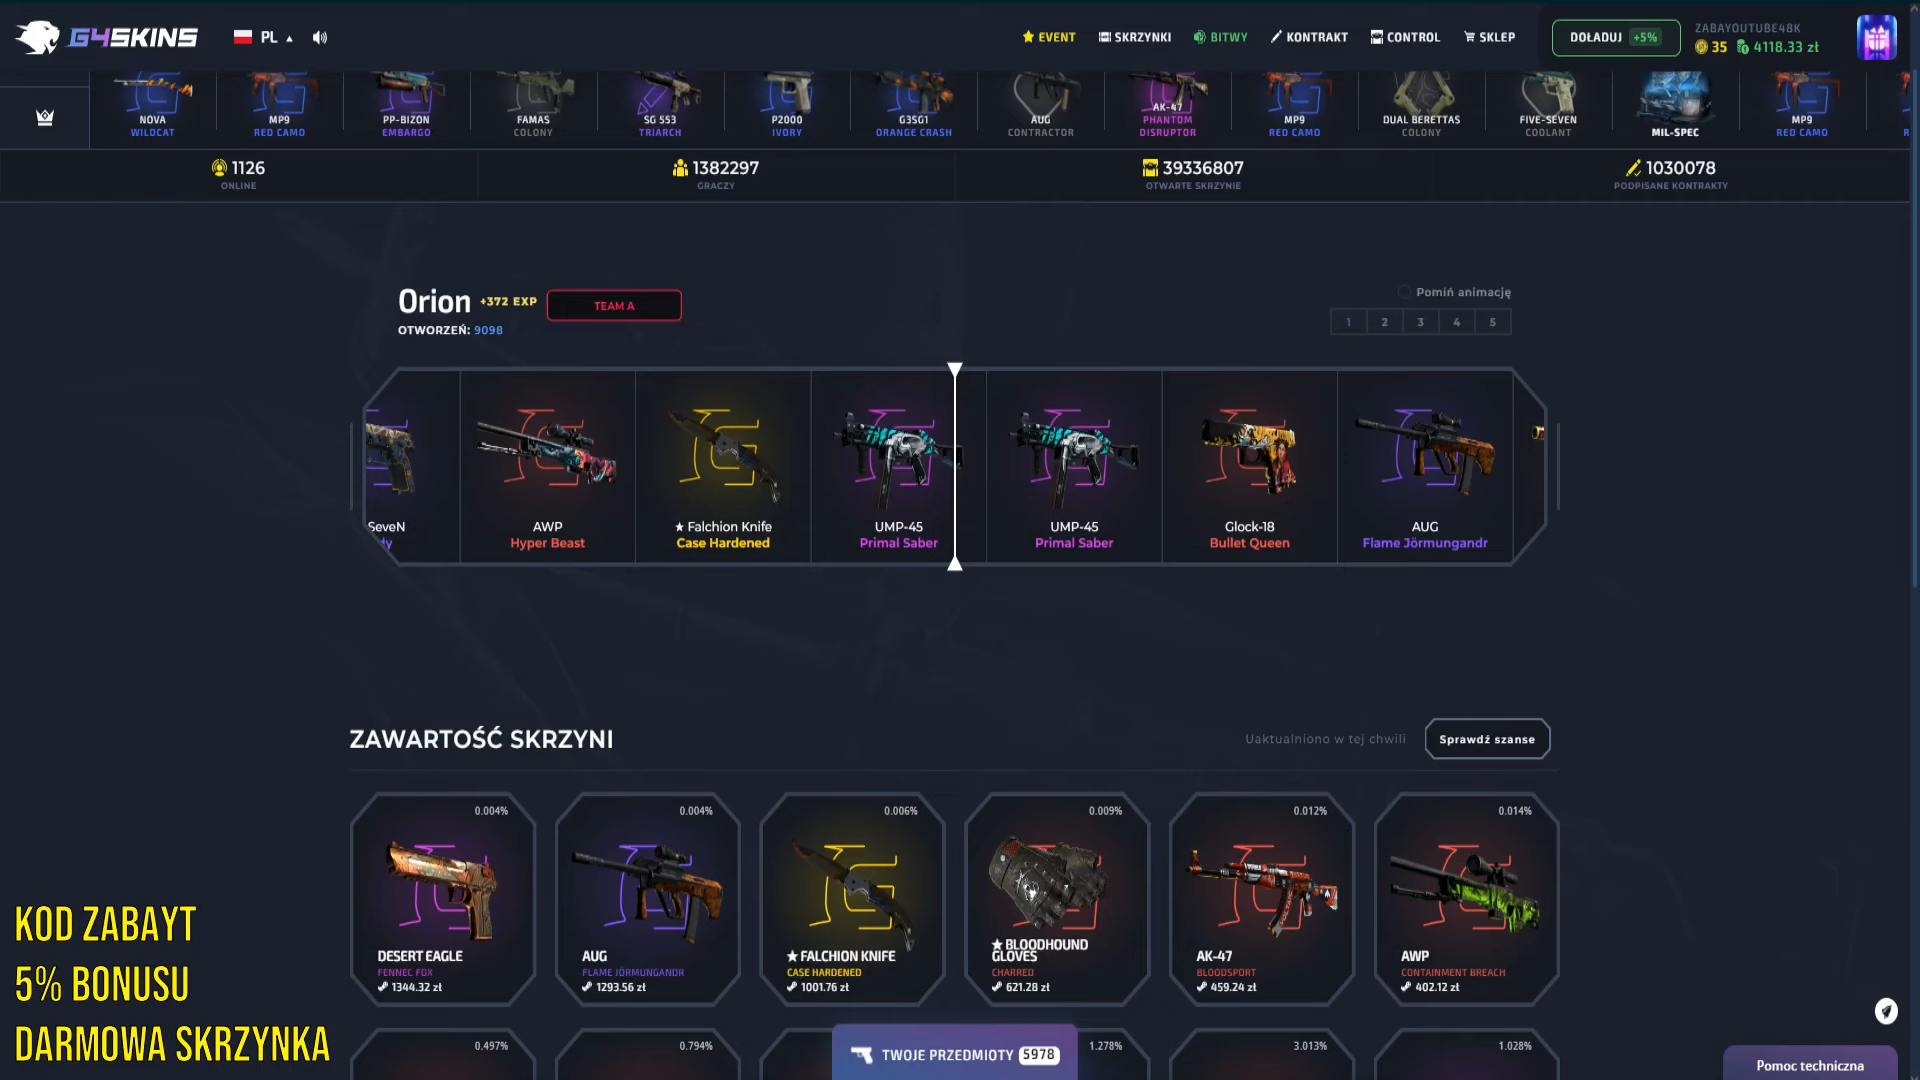 G4SKINS
PL
EVENT
SKRZYNKI
BITWY
KONTRAKT
CONTROL
SKLEP
DOŁADUJ +5%
ZABAYOUTUBE48K
35 4118.33 zł
NOVA
WILDCAT
MP9
RED CAMO
PP-BIZON
EMBARGO
FAMAS
COLONY
SG 553
TRIARCH
P2000
IVORY
G3SG1
ORANGE CRASH
AUG
CONTRACTOR
AK-47
PHANTOM
DISRUPTOR
MP9
RED CAMO
DUAL BERETTAS
COLONY
FIVE-SEVEN
COOLANT
MIL-SPEC
MP9
RED CAMO
1126
ONLINE
1382297
GRACZY
39336807
OTWARTE SKRZYNIE
1030078
PODPISANE KONTRAKTY
Orion +372 EXP
TEAM A
OTWORZEŃ: 9098
Pomiń animację
1 2 3 4 5
SeveN
dy
AWP
Hyper Beast
★ Falchion Knife
Case Hardened
UMP-45
Primal Saber
UMP-45
Primal Saber
Glock-18
Bullet Queen
AUG
Flame Jörmungandr
ZAWARTOŚĆ SKRZYNI
Uaktualniono w tej chwili
Sprawdź szanse
0.004%
DESERT EAGLE
FENNEC FOX
1344.32 zł
0.004%
AUG
FLAME JÖRMUNGANDR
1293.56 zł
0.006%
★ FALCHION KNIFE
CASE HARDENED
1001.76 zł
0.009%
★ BLOODHOUND
GLOVES
CHARRED
621.28 zł
0.012%
AK-47
BLOODSPORT
459.24 zł
0.014%
AWP
CONTAINMENT BREACH
402.12 zł
0.497%
0.794%
1.278%
3.013%
1.028%
TWOJE PRZEDMIOTY 5978
KOD ZABAYT
5% BONUSU
DARMOWA SKRZYNKA
Pomoc techniczna